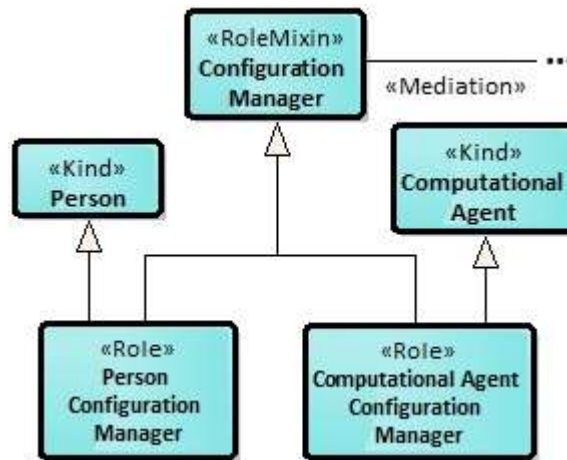 «RoleMixin»
Configuration
Manager
...
«Mediation»
«Kind»
Person
«Kind»
Computational
Agent
«Role»
Person
Configuration
Manager
«Role»
Computational Agent
Configuration
Manager